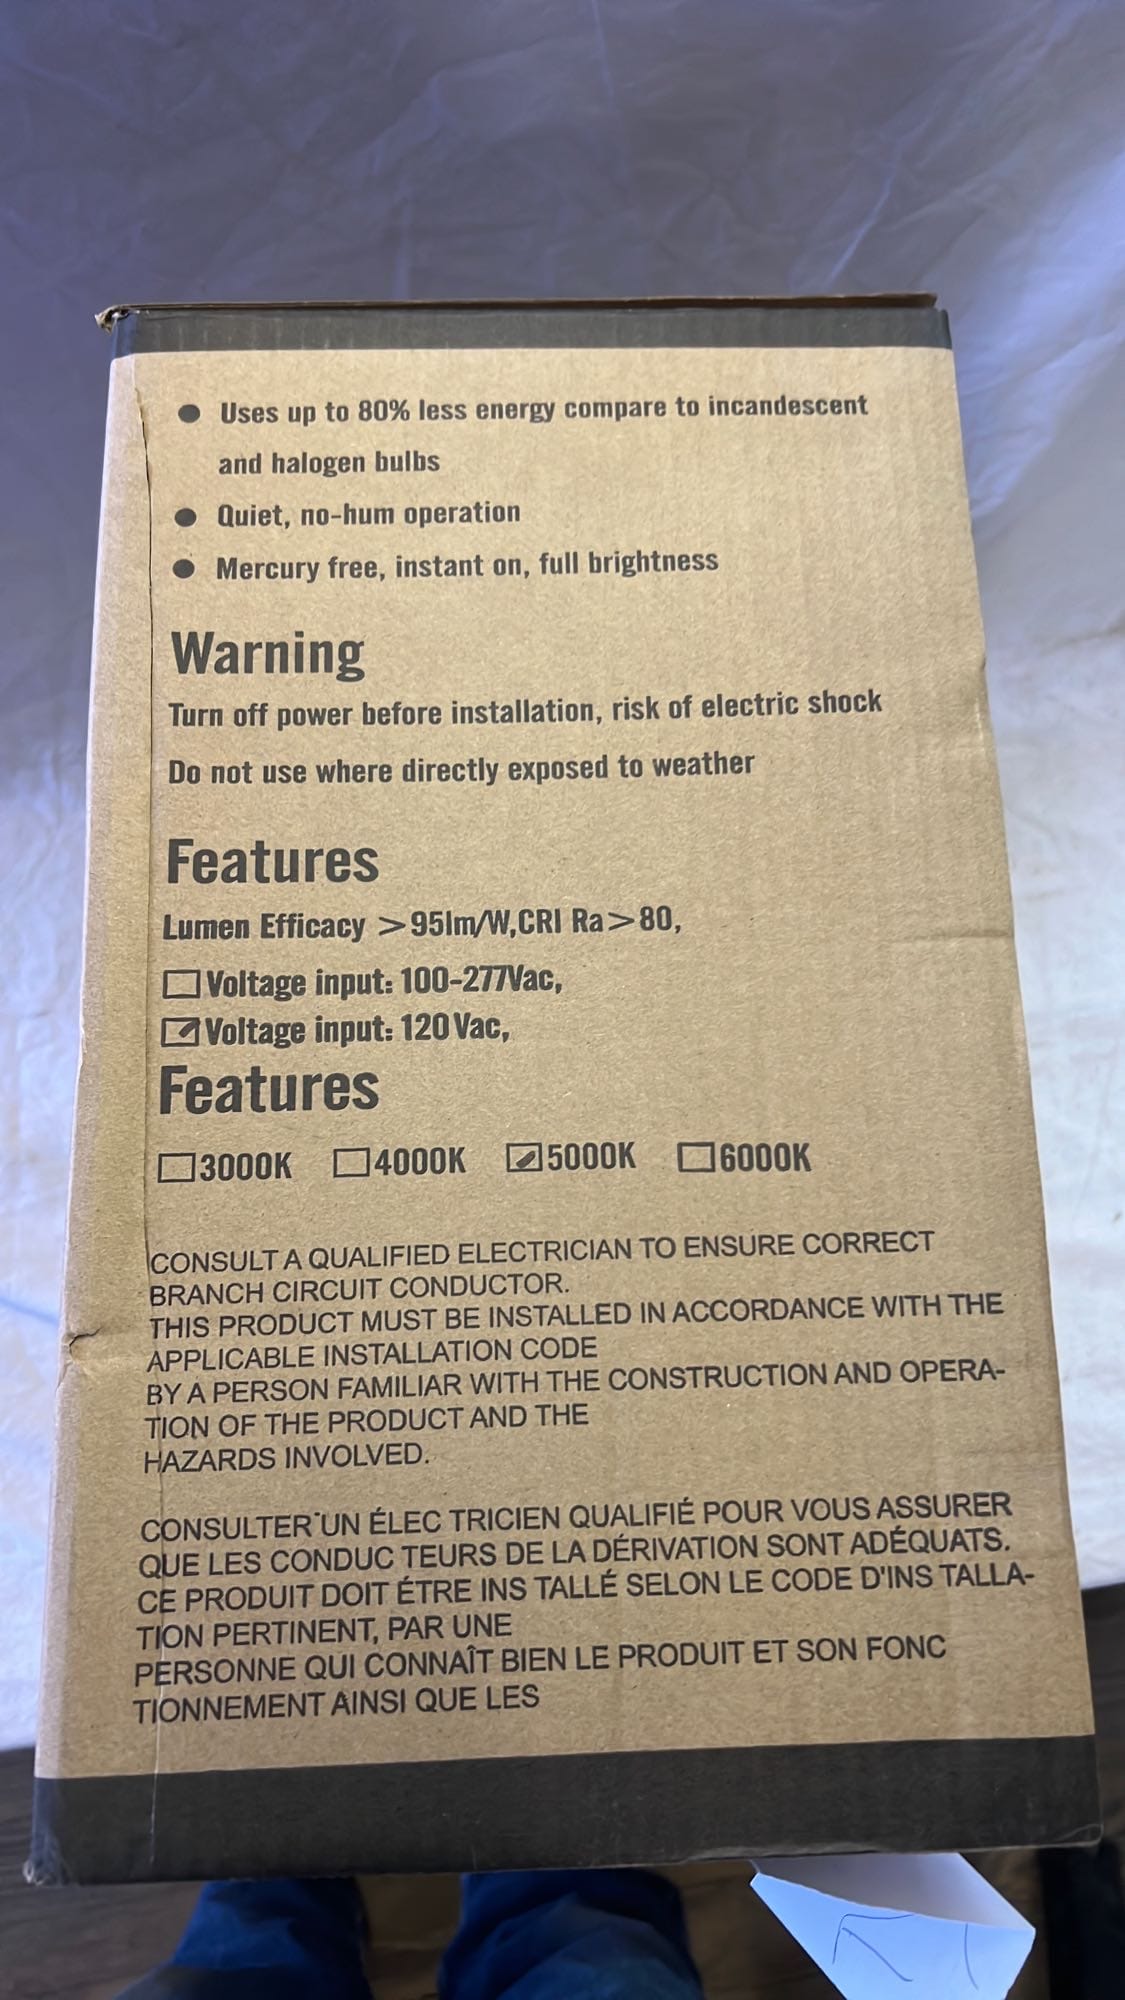 ● Uses up to 80% less energy compare to incandescent
and halogen bulbs
● Quiet, no-hum operation
● Mercury free, instant on, full brightness
Warning
Turn off power before installation, risk of electric shock
Do not use where directly exposed to weather
Features
Lumen Efficacy >95lm/W,CRI Ra>80,
☐Voltage input: 100-277Vac,
☑Voltage input: 120Vac,
Features
☐3000K ☐4000K ☑5000K ☐6000K
CONSULT A QUALIFIED ELECTRICIAN TO ENSURE CORRECT
BRANCH CIRCUIT CONDUCTOR.
THIS PRODUCT MUST BE INSTALLED IN ACCORDANCE WITH THE
APPLICABLE INSTALLATION CODE
BY A PERSON FAMILIAR WITH THE CONSTRUCTION AND OPERA-
TION OF THE PRODUCT AND THE
HAZARDS INVOLVED.
CONSULTER UN ÉLEC TRICIEN QUALIFIÉ POUR VOUS ASSURER
QUE LES CONDUC TEURS DE LA DÉRIVATION SONT ADÉQUATS.
CE PRODUIT DOIT ÉTRE INS TALLÉ SELON LE CODE D'INS TALLA-
TION PERTINENT, PAR UNE
PERSONNE QUI CONNAÎT BIEN LE PRODUIT ET SON FONC
TIONNEMENT AINSI QUE LES